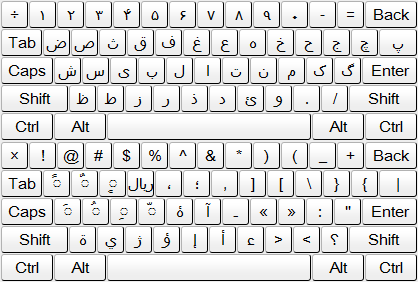 ÷ ۱ ۲ ۳ ۴ ۵ ۶ ۷ ۸ ۹ ۰ - = Back
Tab ض ص ث ق ف غ ع ه خ ح ج چ پ
Caps ش س ی ب ل ا ت ن م ک گ Enter
Shift ظ ط ز ر ذ د ئ و . / Shift
Ctrl Alt Alt Ctrl
× ! @ # $ % ^ & * ) ( _ + Back
Tab ◌ً ◌ٌ ◌ٍ ریال ، ؛ , ] [ \ } { |
Caps ◌َ ◌ُ ◌ِ ◌ّ ۀ آ ـ « » : " Enter
Shift ة ي ژ ؤ إ أ ء > < ؟ Shift
Ctrl Alt Alt Ctrl